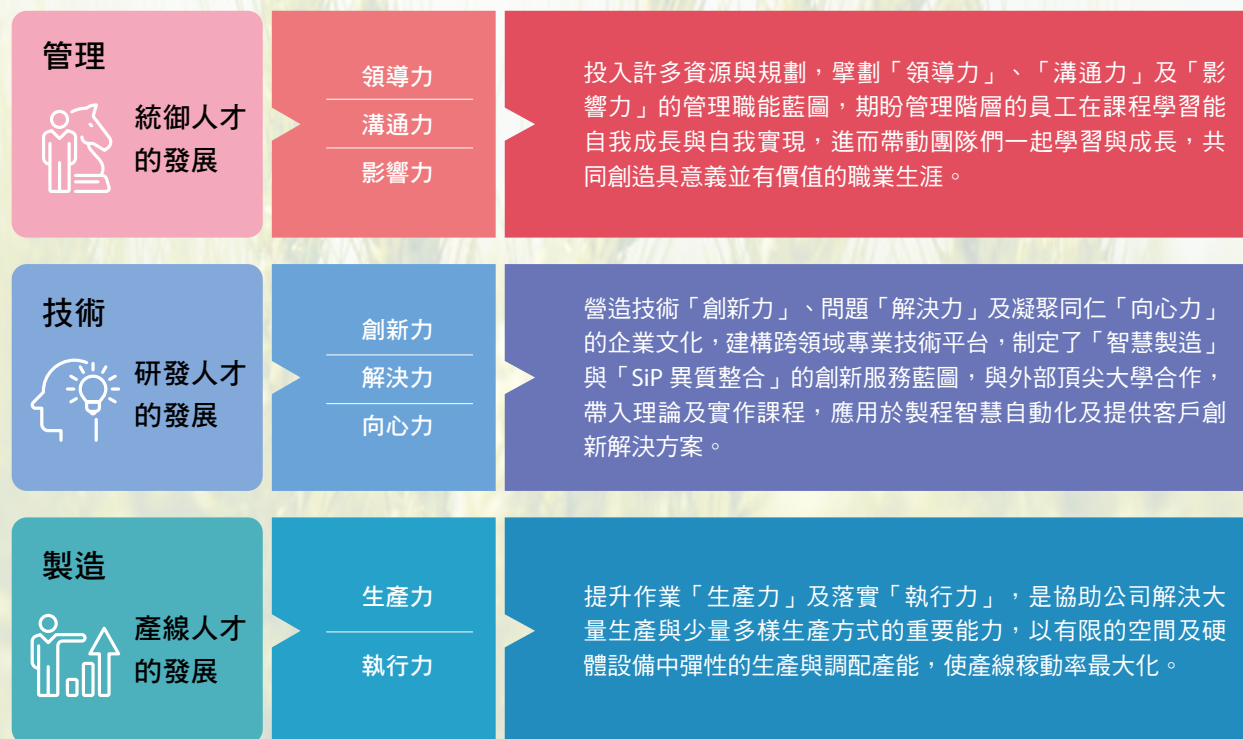 管理
統御人才
的發展
領導力
溝通力
影響力
投入許多資源與規劃，擘劃「領導力」、「溝通力」及「影
響力」的管理職能藍圖，期盼管理階層的員工在課程學習能
自我成長與自我實現，進而帶動團隊們一起學習與成長，共
同創造具意義並有價值的職業生涯。
技術
研發人才
的發展
創新力
解決力
向心力
營造技術「創新力」、問題「解決力」及凝聚同仁「向心力」
的企業文化，建構跨領域專業技術平台，制定了「智慧製造」
與「SiP 異質整合」的創新服務藍圖，與外部頂尖大學合作，
帶入理論及實作課程，應用於製程智慧自動化及提供客戶創
新解決方案。
製造
產線人才
的發展
生產力
執行力
提升作業「生產力」及落實「執行力」，是協助公司解決大
量生產與少量多樣生產方式的重要能力，以有限的空間及硬
體設備中彈性的生產與調配產能，使產線稼動率最大化。